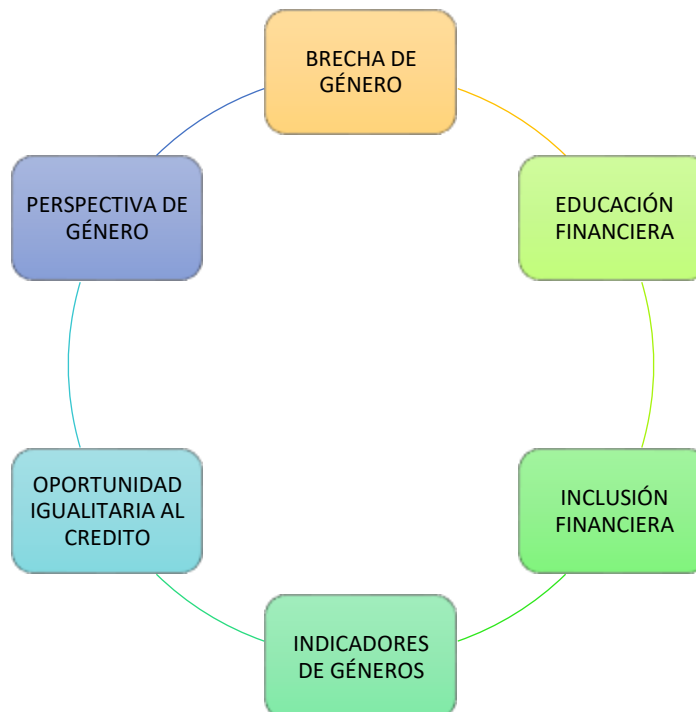 BRECHA DE
GÉNERO
EDUCACIÓN
FINANCIERA
INCLUSIÓN
FINANCIERA
INDICADORES
DE GÉNEROS
OPORTUNIDAD
IGUALITARIA AL
CREDITO
PERSPECTIVA DE
GÉNERO